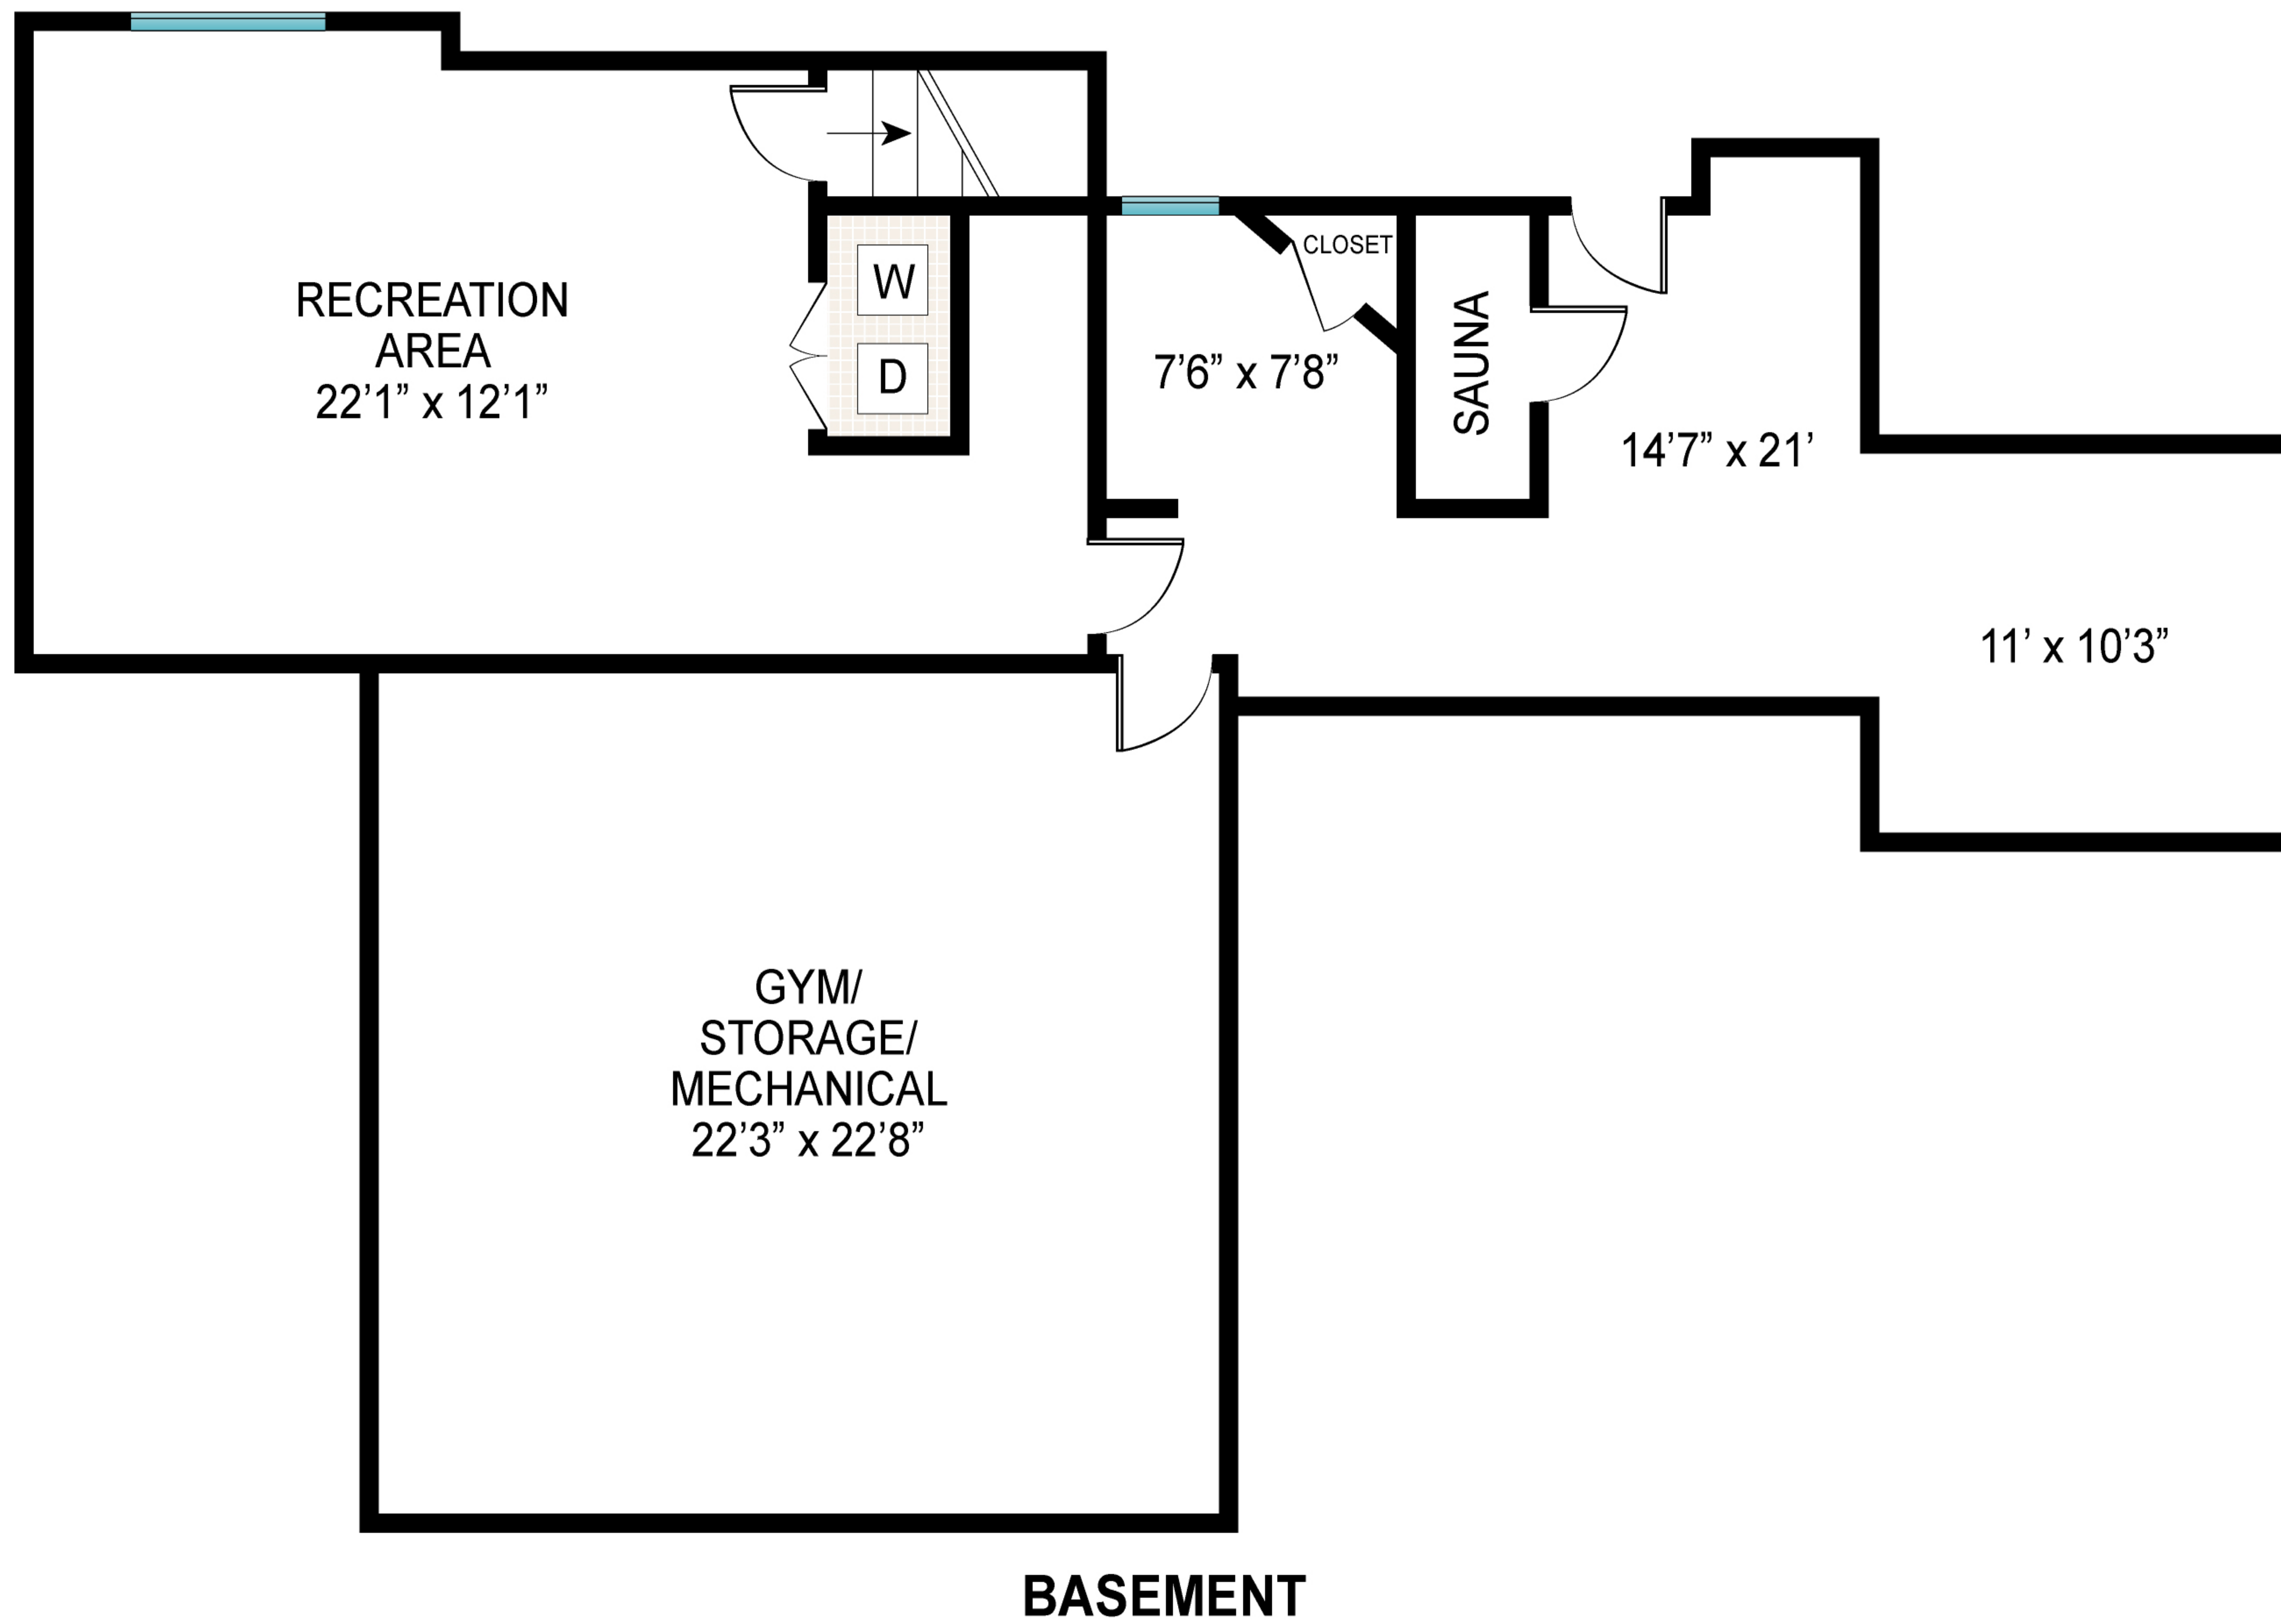 RECREATION
AREA
22’1” x 12’1”
W
D
CLOSET
7’6” x 7’8”
SAUNA
14’7” x 21’
11’ x 10’3”
GYM/
STORAGE/
MECHANICAL
22’3” x 22’8”
BASEMENT